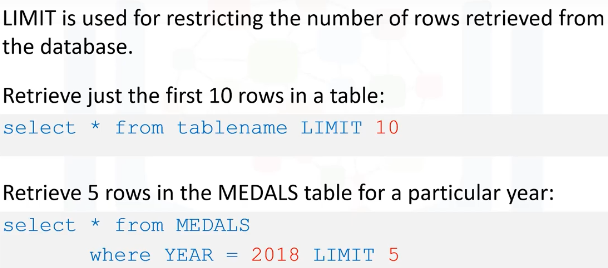 LIMIT is used for restricting the number of rows retrieved from
the database.
Retrieve just the first 10 rows in a table:
select * from tablename LIMIT 10
Retrieve 5 rows in the MEDALS table for a particular year:
select * from MEDALS
where YEAR = 2018 LIMIT 5